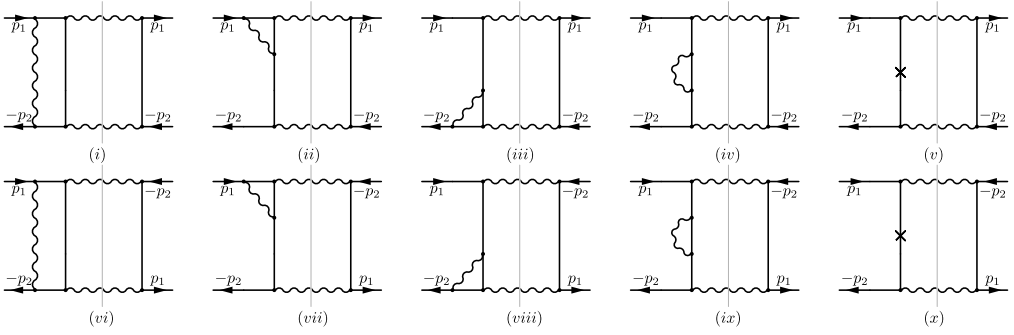 p₁ p₁ p₁ p₁ p₁ p₁ p₁ p₁ p₁ p₁
−p₂ −p₂ −p₂ −p₂ −p₂ −p₂ −p₂ −p₂ −p₂ −p₂
(i) (ii) (iii) (iv) (v)
p₁ −p₂ p₁ −p₂ p₁ −p₂ p₁ −p₂ p₁ −p₂
−p₂ p₁ −p₂ p₁ −p₂ p₁ −p₂ p₁ −p₂ p₁
(vi) (vii) (viii) (ix) (x)